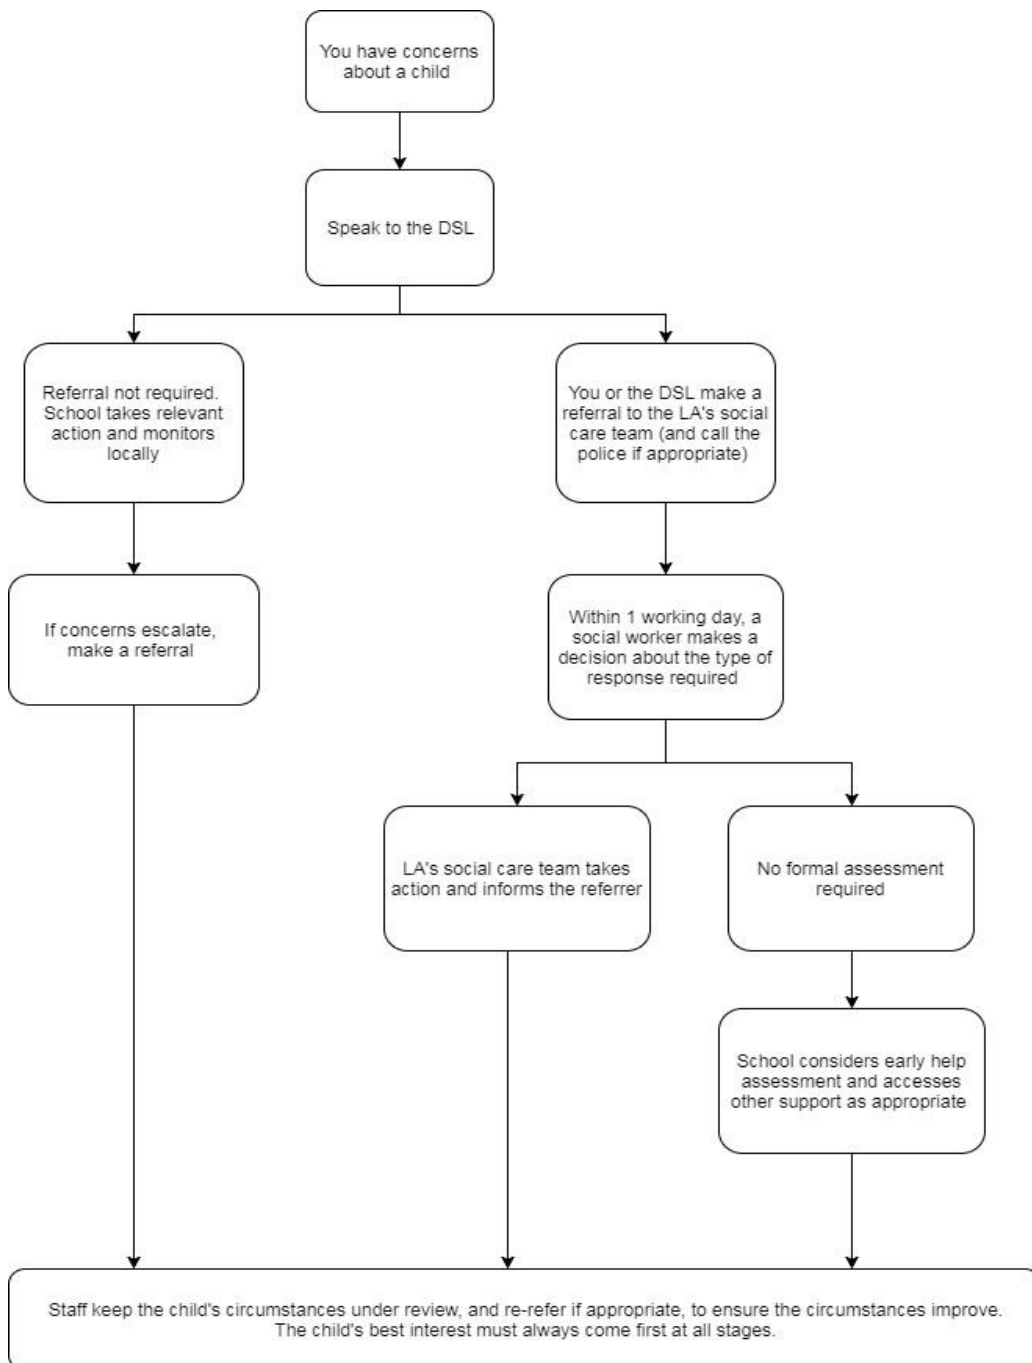 You have concerns
about a child
Speak to the DSL
Referral not required.
School takes relevant
action and monitors
locally
You or the DSL make a
referral to the LA's social
care team (and call the
police if appropriate)
If concerns escalate,
make a referral
Within 1 working day, a
social worker makes a
decision about the type of
response required
LA's social care team takes
action and informs the referrer
No formal assessment
required
School considers early help
assessment and accesses
other support as appropriate
Staff keep the child's circumstances under review, and re-refer if appropriate, to ensure the circumstances improve.
The child's best interest must always come first at all stages.